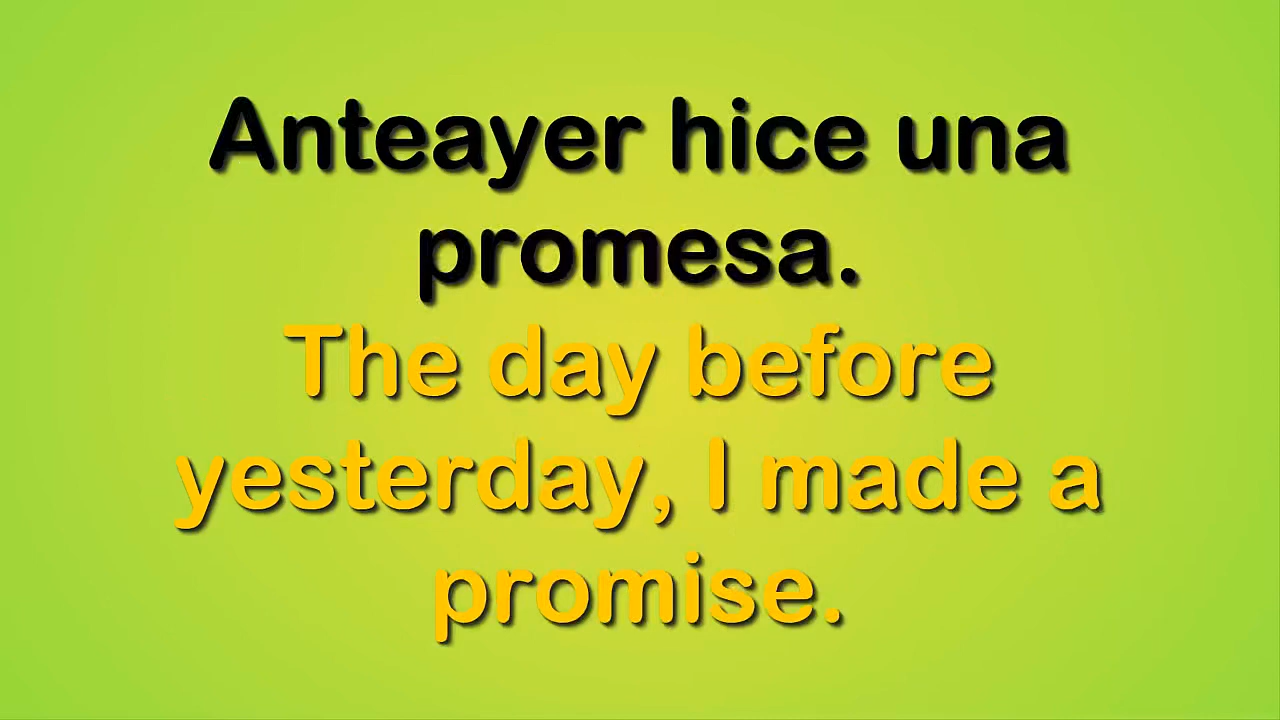 Anteayer hice una
promesa.
The day before
yesterday, I made a
promise.